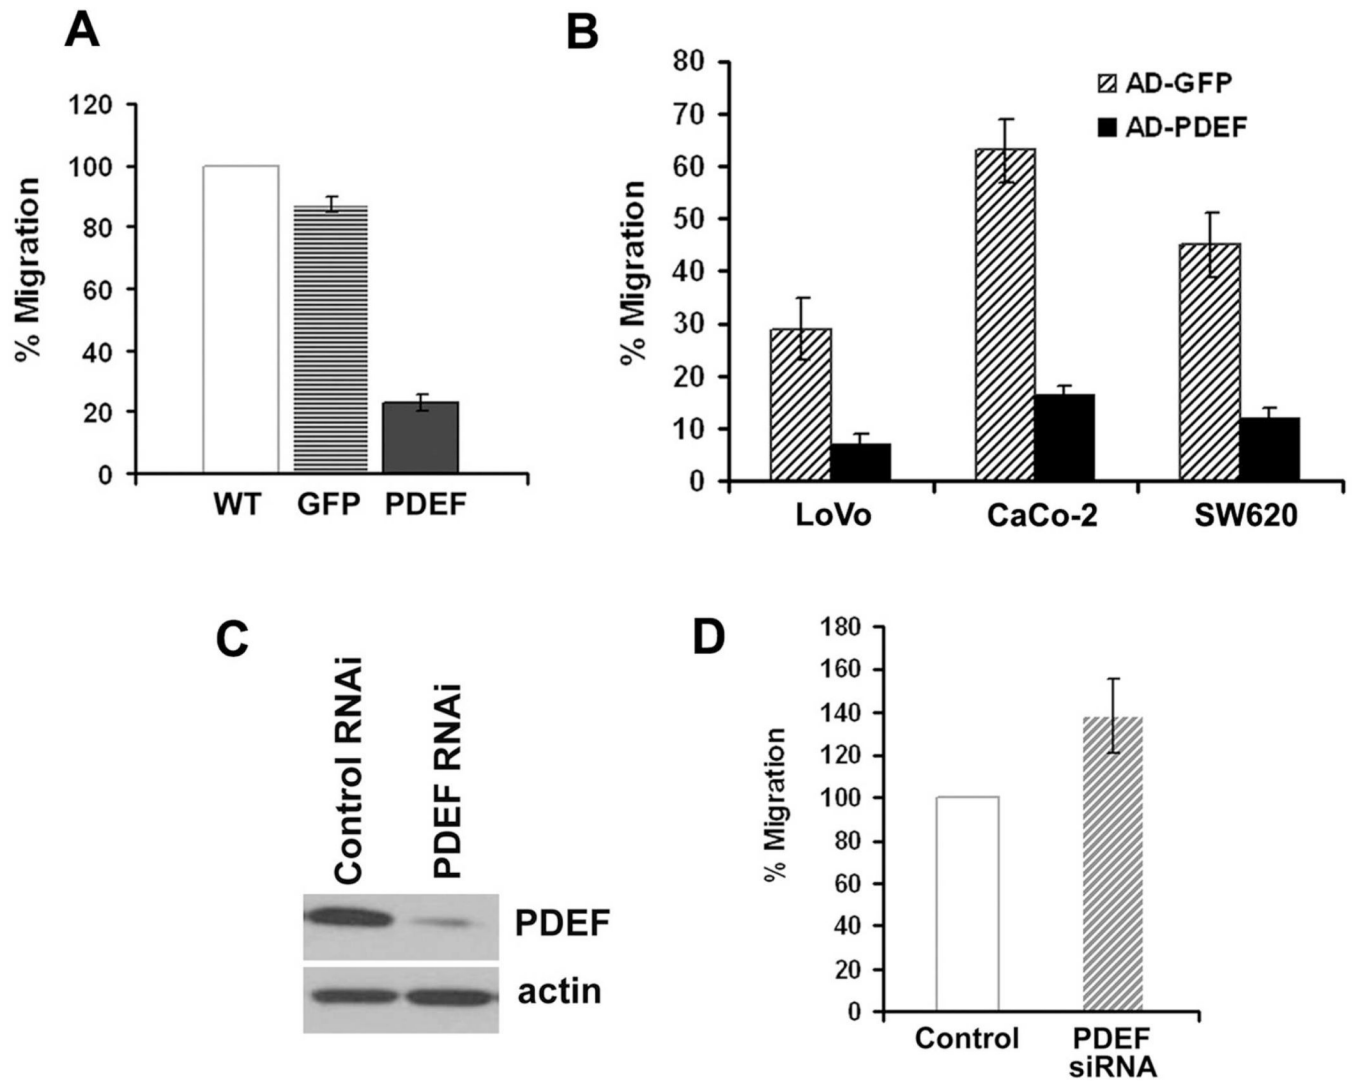 A
% Migration
120
100
80
60
40
20
0
WT GFP PDEF
B
% Migration
80
70
60
50
40
30
20
10
0
AD-GFP
AD-PDEF
LoVo CaCo-2 SW620
C
Control RNAi
PDEF RNAi
PDEF
actin
D
% Migration
180
160
140
120
100
80
60
40
20
0
Control
PDEF
siRNA